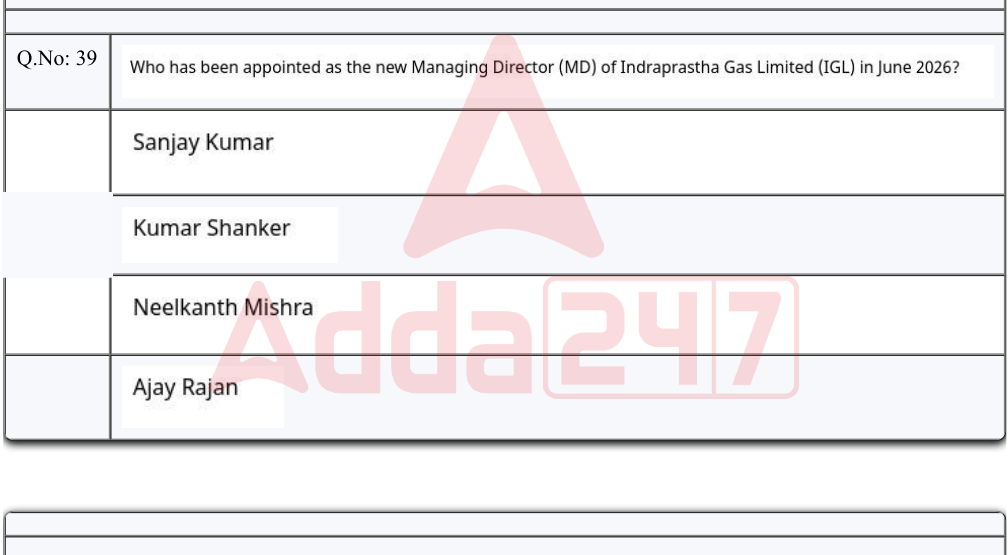 Q.No: 39
Who has been appointed as the new Managing Director (MD) of Indraprastha Gas Limited (IGL) in June 2026?
Sanjay Kumar
Kumar Shanker
Neelkanth Mishra
Adda247
Ajay Rajan